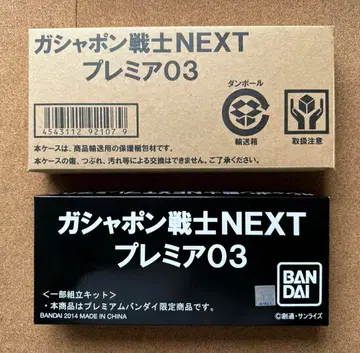 ガシャポン戦士NEXT
プレミア03
4543112 92107 9
ダンボール
輸送箱
取扱注意
本ケースは、商品輸送用の保護梱包材です。
本ケースの傷、つぶれ、汚れ等による交換はできません。ご了承ください。
ガシャポン戦士NEXT
プレミア03
＜一部組立キット＞
・本商品はプレミアムバンダイ限定商品です。
BANDAI 2014 MADE IN CHINA
BAN
DAI
©創通・サンライズ